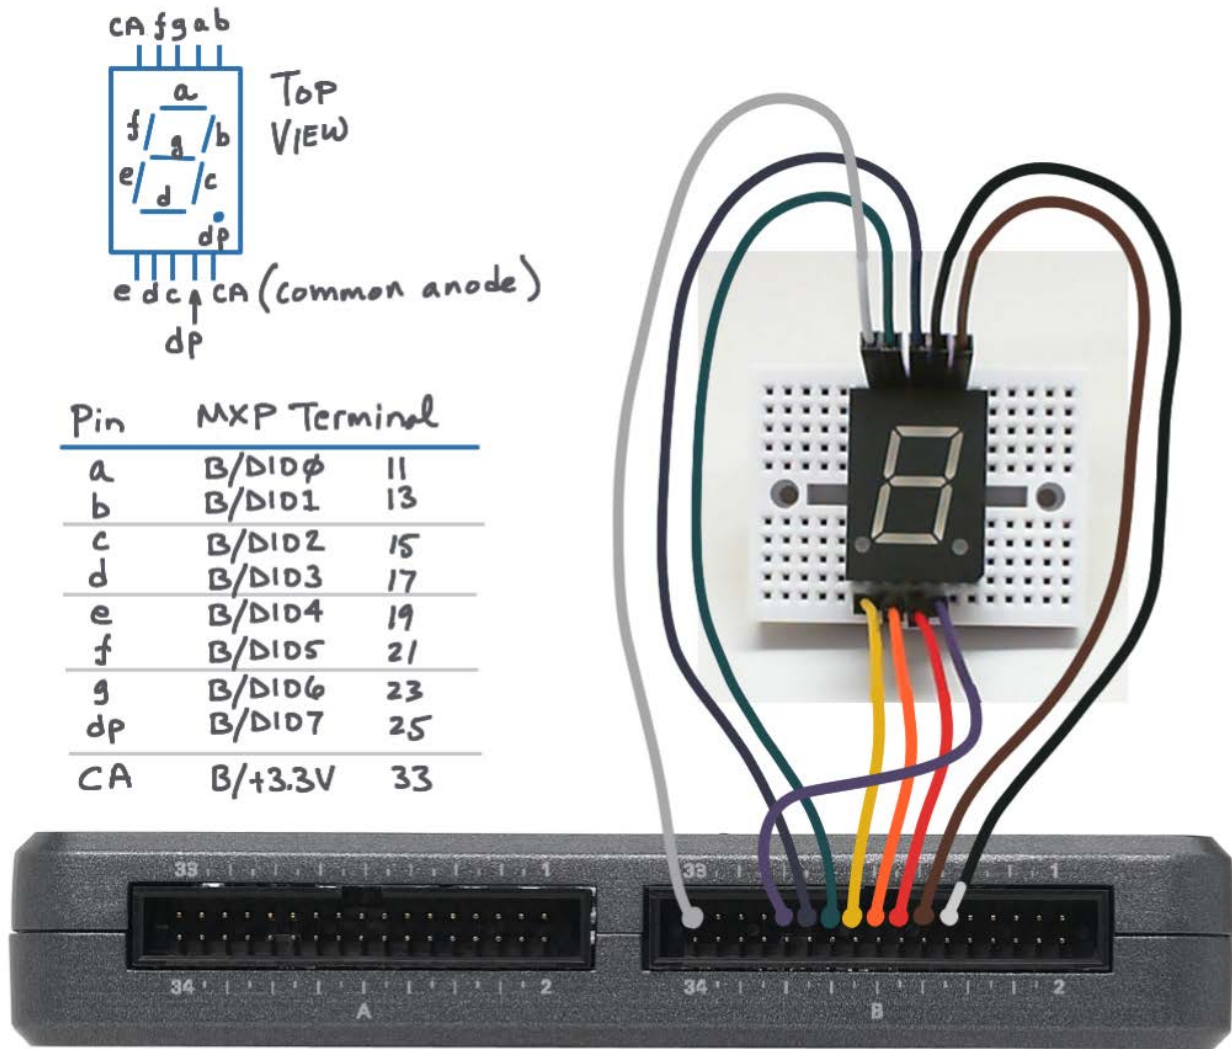 CA f g a b
a
f b
g
e c
d
dp
TOP
VIEW
e d c CA (common anode)
dp
Pin MXP Terminal
a B/DIO0 11
b B/DIO1 13
c B/DIO2 15
d B/DIO3 17
e B/DIO4 19
f B/DIO5 21
g B/DIO6 23
dp B/DIO7 25
CA B/+3.3V 33
33 1
33 1
34 2
34 2
A
B